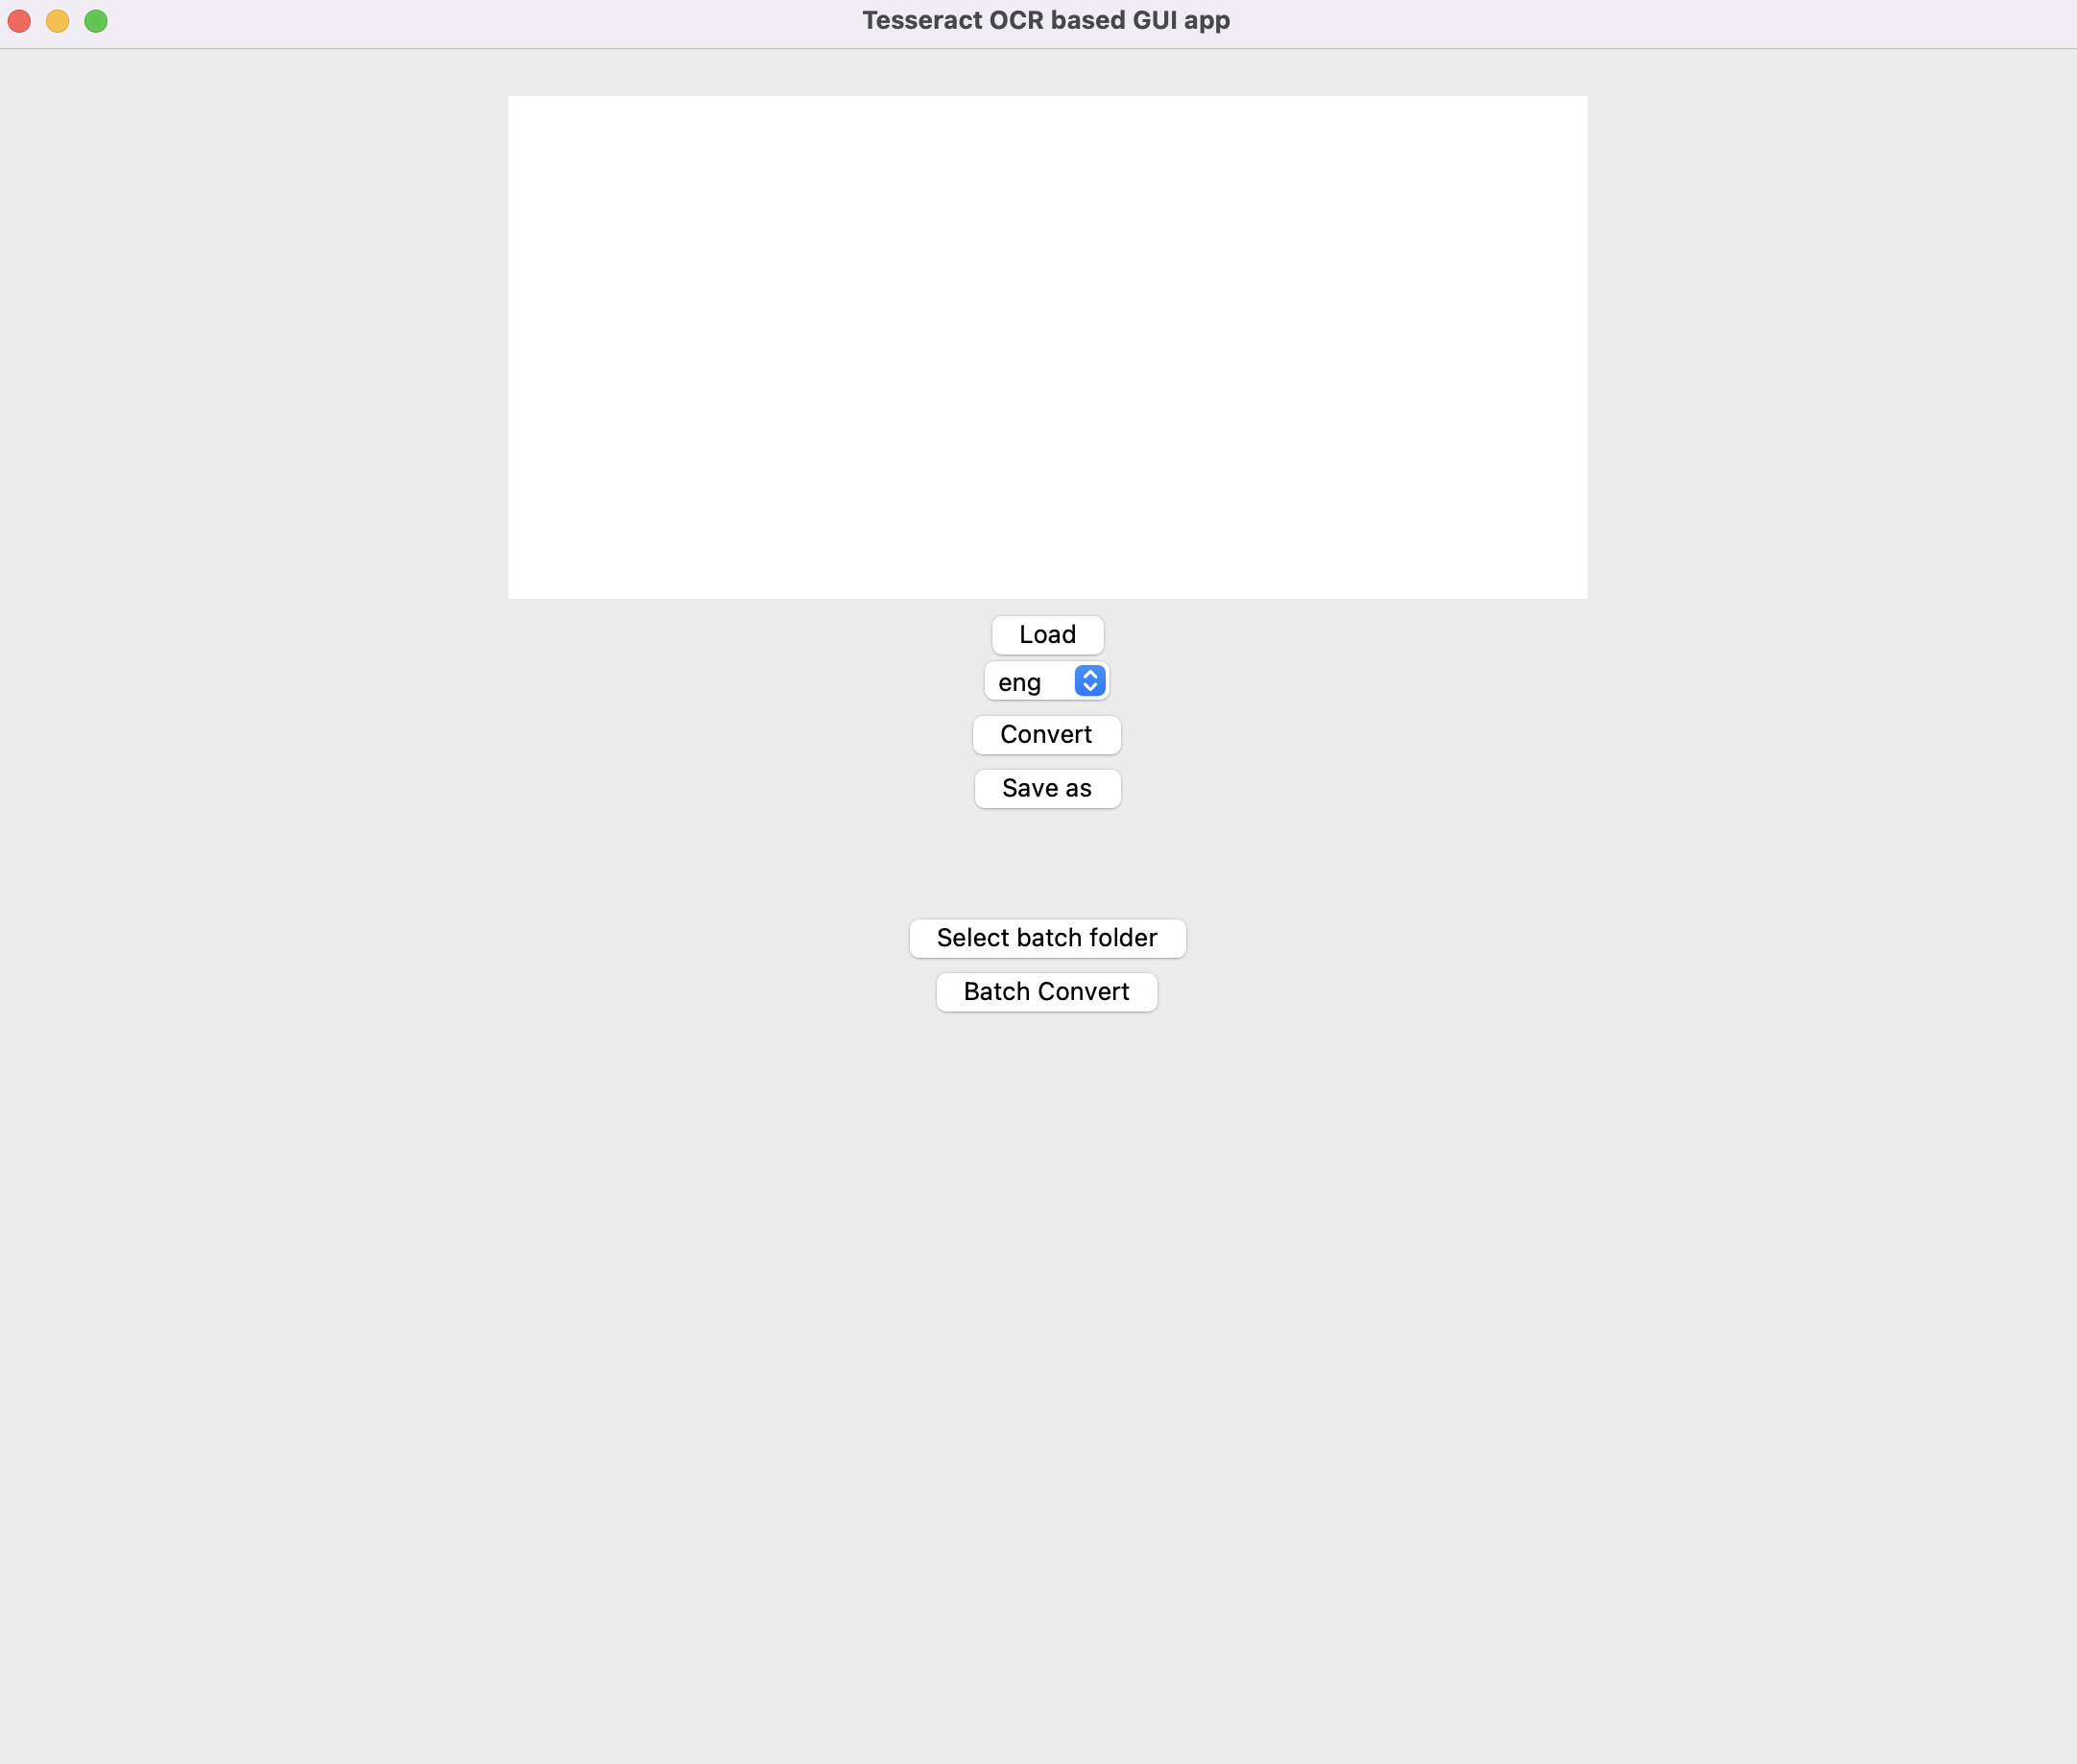 Tesseract OCR based GUI app
Load
eng
Convert
Save as
Select batch folder
Batch Convert